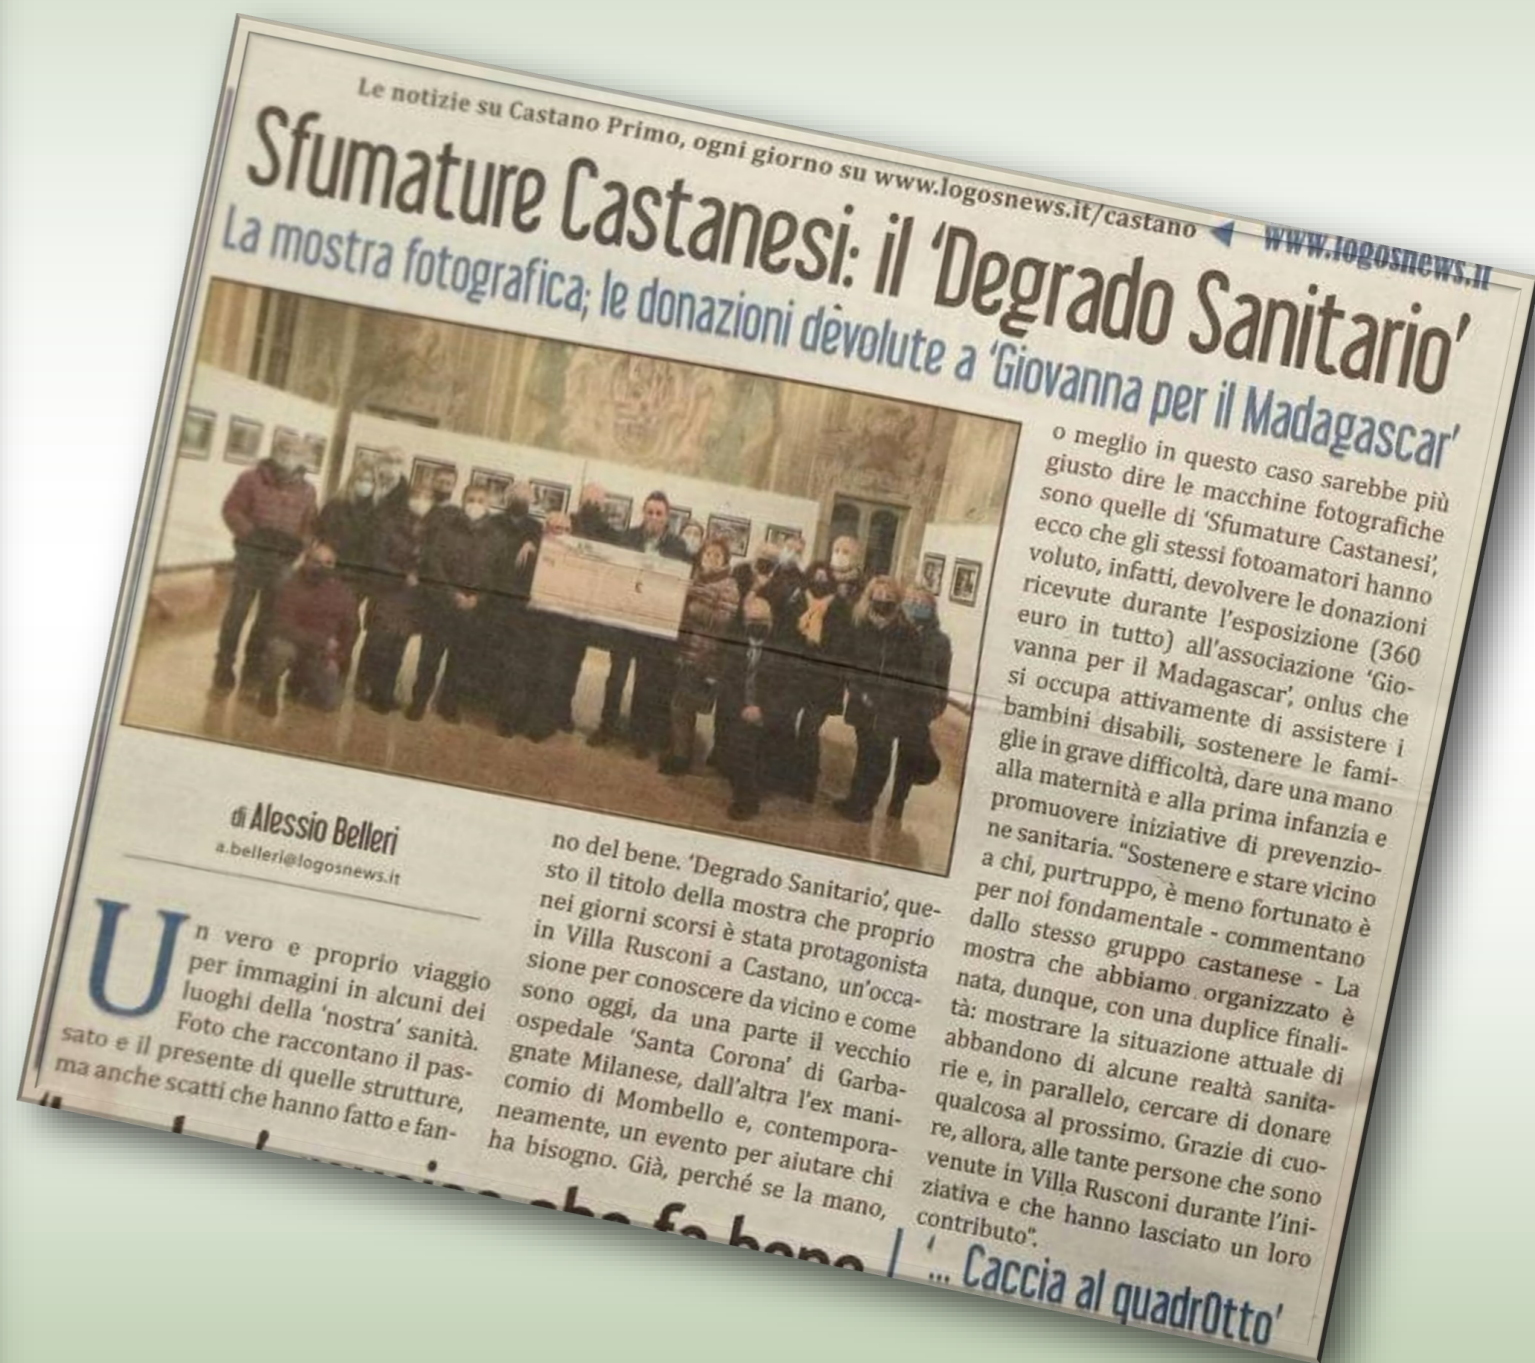 Le notizie su Castano Primo, ogni giorno su www.logosnews.it/castano
www.logosnews.it
Sfumature Castanesi: il ‘Degrado Sanitario’
La mostra fotografica; le donazioni devolute a ‘Giovanna per il Madagascar’
€
di Alessio Belleri
a.belleri@logosnews.it
Un vero e proprio viaggio
per immagini in alcuni dei
luoghi della ‘nostra’ sanità.
Foto che raccontano il pas-
sato e il presente di quelle strutture,
ma anche scatti che hanno fatto e fan-
no del bene. ‘Degrado Sanitario’, que-
sto il titolo della mostra che proprio
nei giorni scorsi è stata protagonista
in Villa Rusconi a Castano, un’occa-
sione per conoscere da vicino e come
sono oggi, da una parte il vecchio
ospedale ‘Santa Corona’ di Garba-
gnate Milanese, dall’altra l’ex mani-
comio di Mombello e, contempora-
neamente, un evento per aiutare chi
ha bisogno. Già, perché se la mano,
o meglio in questo caso sarebbe più
giusto dire le macchine fotografiche
sono quelle di ‘Sfumature Castanesi’,
ecco che gli stessi fotoamatori hanno
voluto, infatti, devolvere le donazioni
ricevute durante l’esposizione (360
euro in tutto) all’associazione ‘Gio-
vanna per il Madagascar’, onlus che
si occupa attivamente di assistere i
bambini disabili, sostenere le fami-
glie in grave difficoltà, dare una mano
alla maternità e alla prima infanzia e
promuovere iniziative di prevenzio-
ne sanitaria. “Sostenere e stare vicino
a chi, purtruppo, è meno fortunato è
per noi fondamentale - commentano
dallo stesso gruppo castanese - La
mostra che abbiamo organizzato è
nata, dunque, con una duplice finali-
tà: mostrare la situazione attuale di
abbandono di alcune realtà sanita-
rie e, in parallelo, cercare di donare
qualcosa al prossimo. Grazie di cuo-
re, allora, alle tante persone che sono
venute in Villa Rusconi durante l’ini-
ziativa e che hanno lasciato un loro
contributo”.
che fa bene
‘... Caccia al quadr0tto’